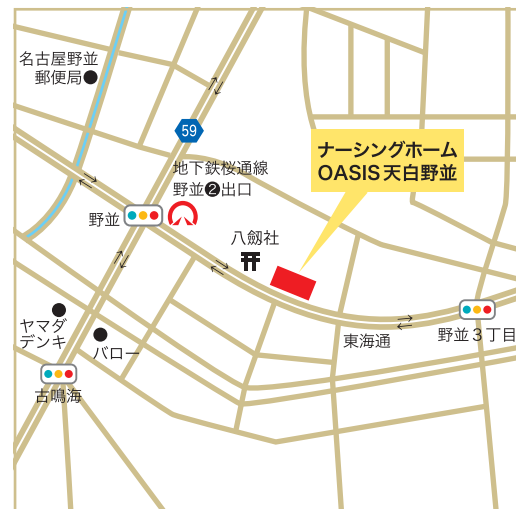 名古屋野並
郵便局
59
ナーシングホーム
OASIS天白野並
地下鉄桜通線
野並❷出口
野並
八剱社
ヤマダ
デンキ
バロー
東海通
野並3丁目
古鳴海